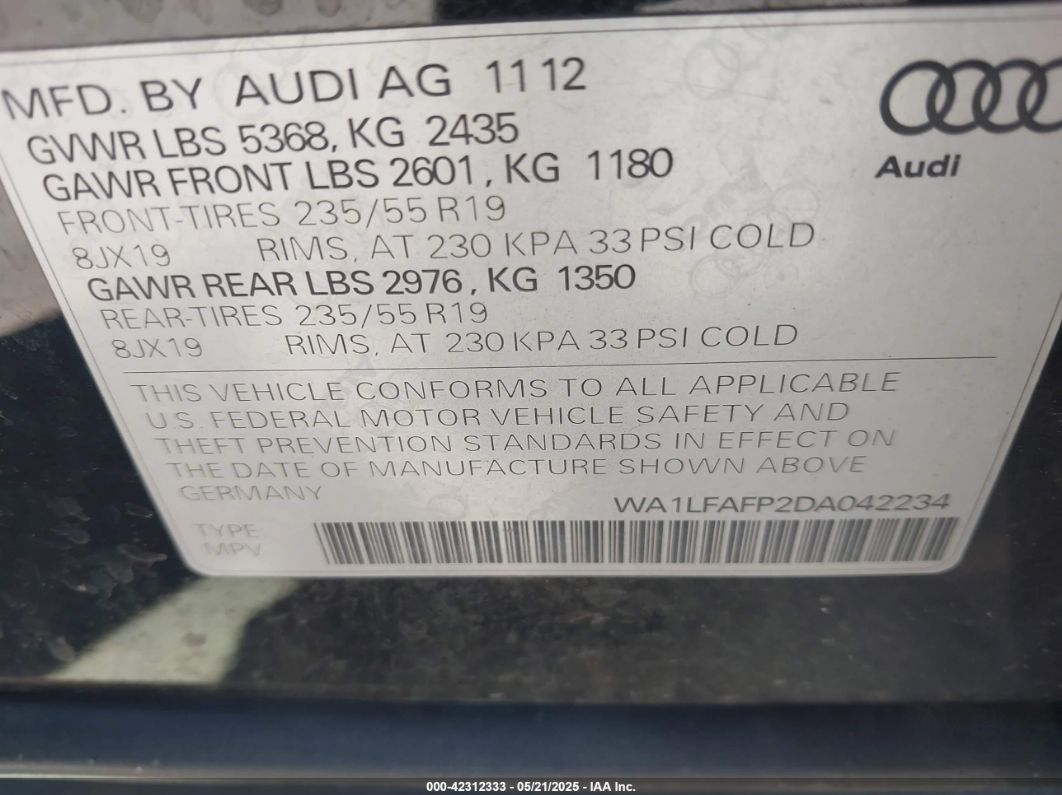 MFD. BY AUDI AG 11 12
GVWR LBS 5368, KG 2435
GAWR FRONT LBS 2601, KG 1180
FRONT-TIRES 235/55 R19
8JX19 RIMS, AT 230 KPA 33 PSI COLD
GAWR REAR LBS 2976, KG 1350
REAR-TIRES 235/55 R19
8JX19 RIMS, AT 230 KPA 33 PSI COLD
Audi
THIS VEHICLE CONFORMS TO ALL APPLICABLE
U.S. FEDERAL MOTOR VEHICLE SAFETY AND
THEFT PREVENTION STANDARDS IN EFFECT ON
THE DATE OF MANUFACTURE SHOWN ABOVE
GERMANY
WA1LFAFP2DA042234
TYPE:
MPV
000-42312333 - 05/21/2025 - IAA Inc.